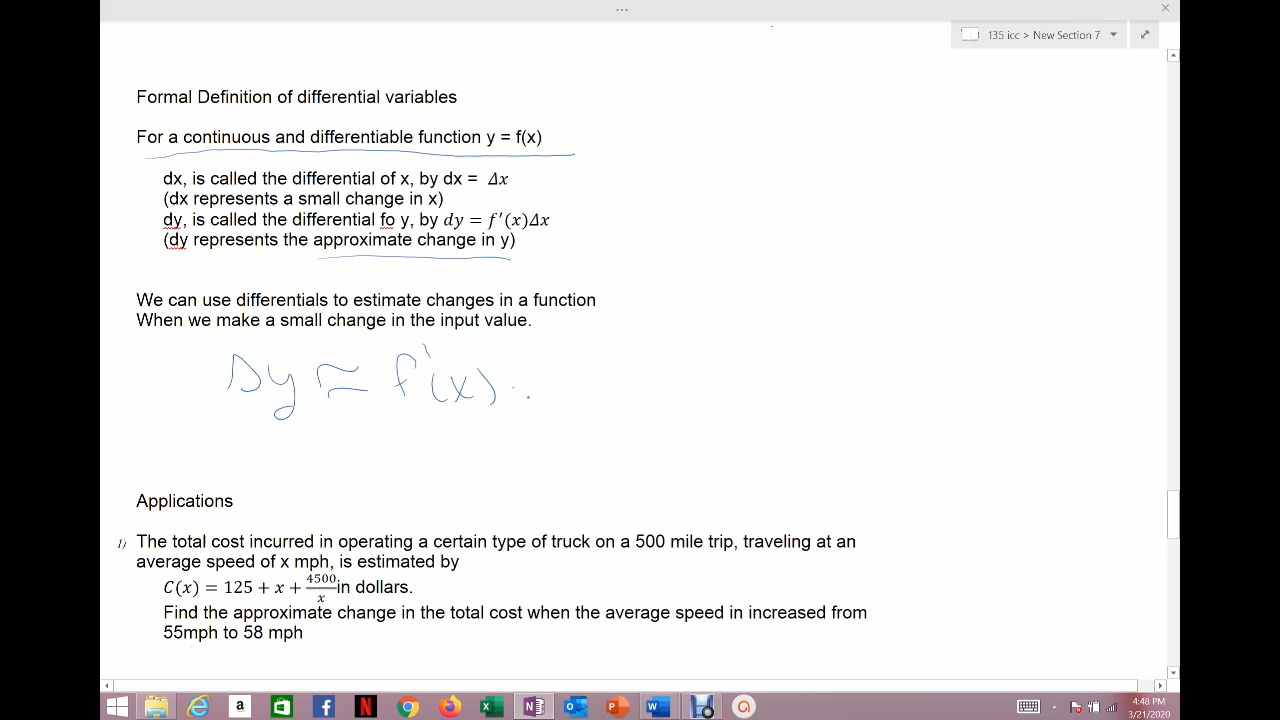 135 icc > New Section 7
Formal Definition of differential variables
For a continuous and differentiable function y = f(x)
dx, is called the differential of x, by dx = Δx
(dx represents a small change in x)
dy, is called the differential fo y, by dy = f′(x)Δx
(dy represents the approximate change in y)
We can use differentials to estimate changes in a function
When we make a small change in the input value.
Δy ≈ f'(x) ·
Applications
1) The total cost incurred in operating a certain type of truck on a 500 mile trip, traveling at an
average speed of x mph, is estimated by
C(x) = 125 + x + 4500/x in dollars.
Find the approximate change in the total cost when the average speed in increased from
55mph to 58 mph
4:48 PM
3/21/2020